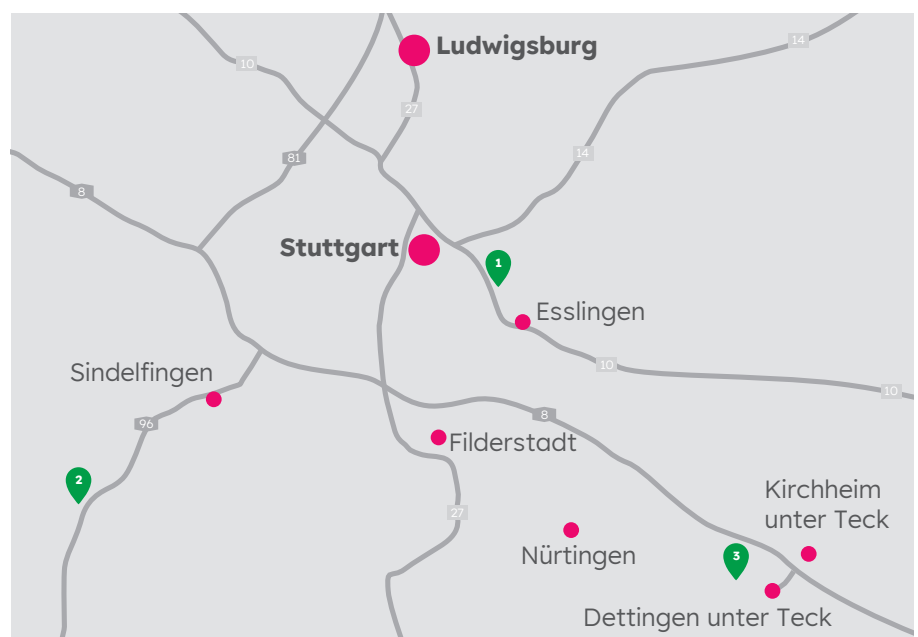 Ludwigsburg
14
10
27
14
81
8
Stuttgart
1
Esslingen
10
Sindelfingen
10
8
96
Filderstadt
2
Kirchheim
unter Teck
27
Nürtingen
3
Dettingen unter Teck